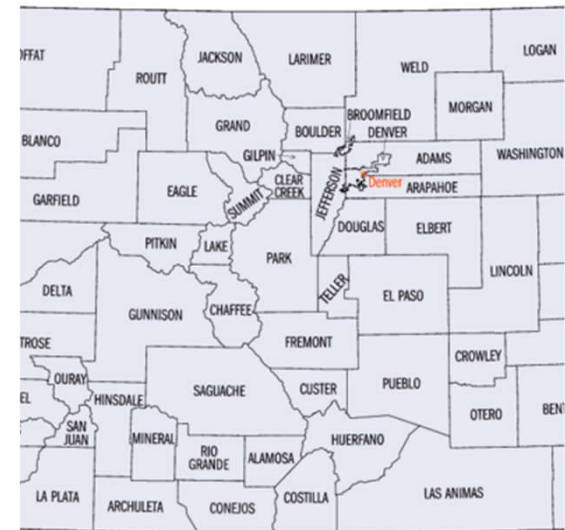 JACKSON
LARIMER
LOGAN
OFFAT
ROUTT
WELD
MORGAN
BROOMFIELD
GRAND
BOULDER
DENVER
BLANCO
GILPIN
ADAMS
WASHINGTON
CLEAR
CREEK
EAGLE
Denver
ARAPAHOE
GARFIELD
SUMMIT
JEFFERSON
DOUGLAS
ELBERT
PITKIN
LAKE
PARK
LINCOLN
DELTA
TELLER
EL PASO
GUNNISON
CHAFFEE
TROSE
FREMONT
CROWLEY
OURAY
SAGUACHE
CUSTER
PUEBLO
EL
HINSDALE
OTERO
BEN
SAN
JUAN
MINERAL
RIO
GRANDE
ALAMOSA
HUERFANO
LA PLATA
ARCHULETA
CONEJOS
COSTILLA
LAS ANIMAS